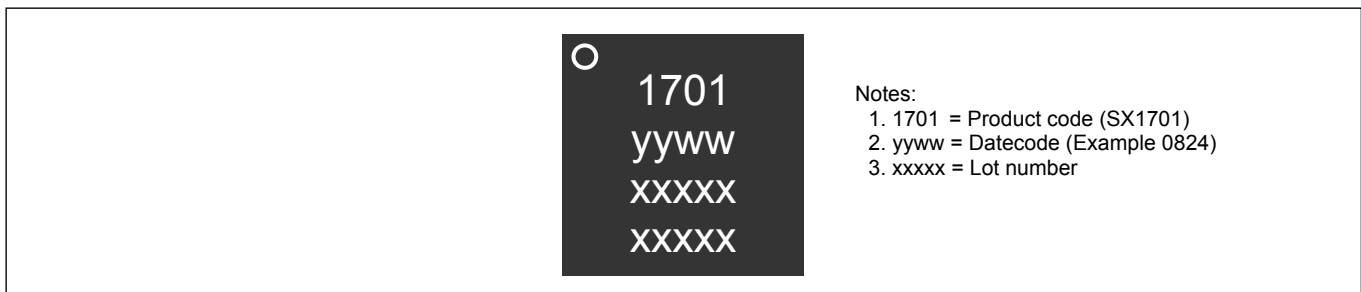 1701
yyww
xxxxx
xxxxx
Notes:
1. 1701 = Product code (SX1701)
2. yyww = Datecode (Example 0824)
3. xxxxx = Lot number